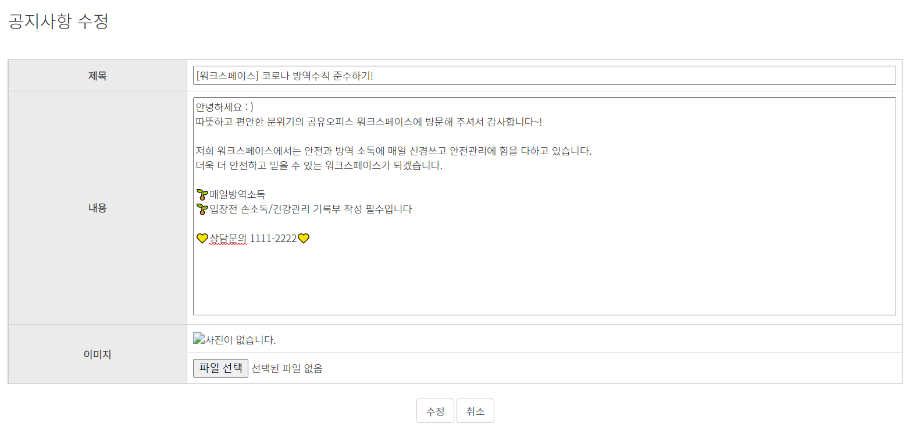 공지사항 수정
제목
[워크스페이스] 코로나 방역수칙 준수하기!
내용
안녕하세요 : )
따뜻하고 편안한 분위기의 공유오피스 워크스페이스에 방문해 주셔서 감사합니다~!
저희 워크스페이스에서는 안전과 방역 소독에 매일 신경쓰고 안전관리에 힘을 다하고 있습니다.
더욱 더 안전하고 믿을 수 있는 워크스페이스가 되겠습니다.
🌱매일방역소독
🌱입장전 손소독/건강관리 기록부 작성 필수입니다
💛상담문의 1111-2222💛
이미지
사진이 없습니다.
파일 선택 선택된 파일 없음
수정 취소